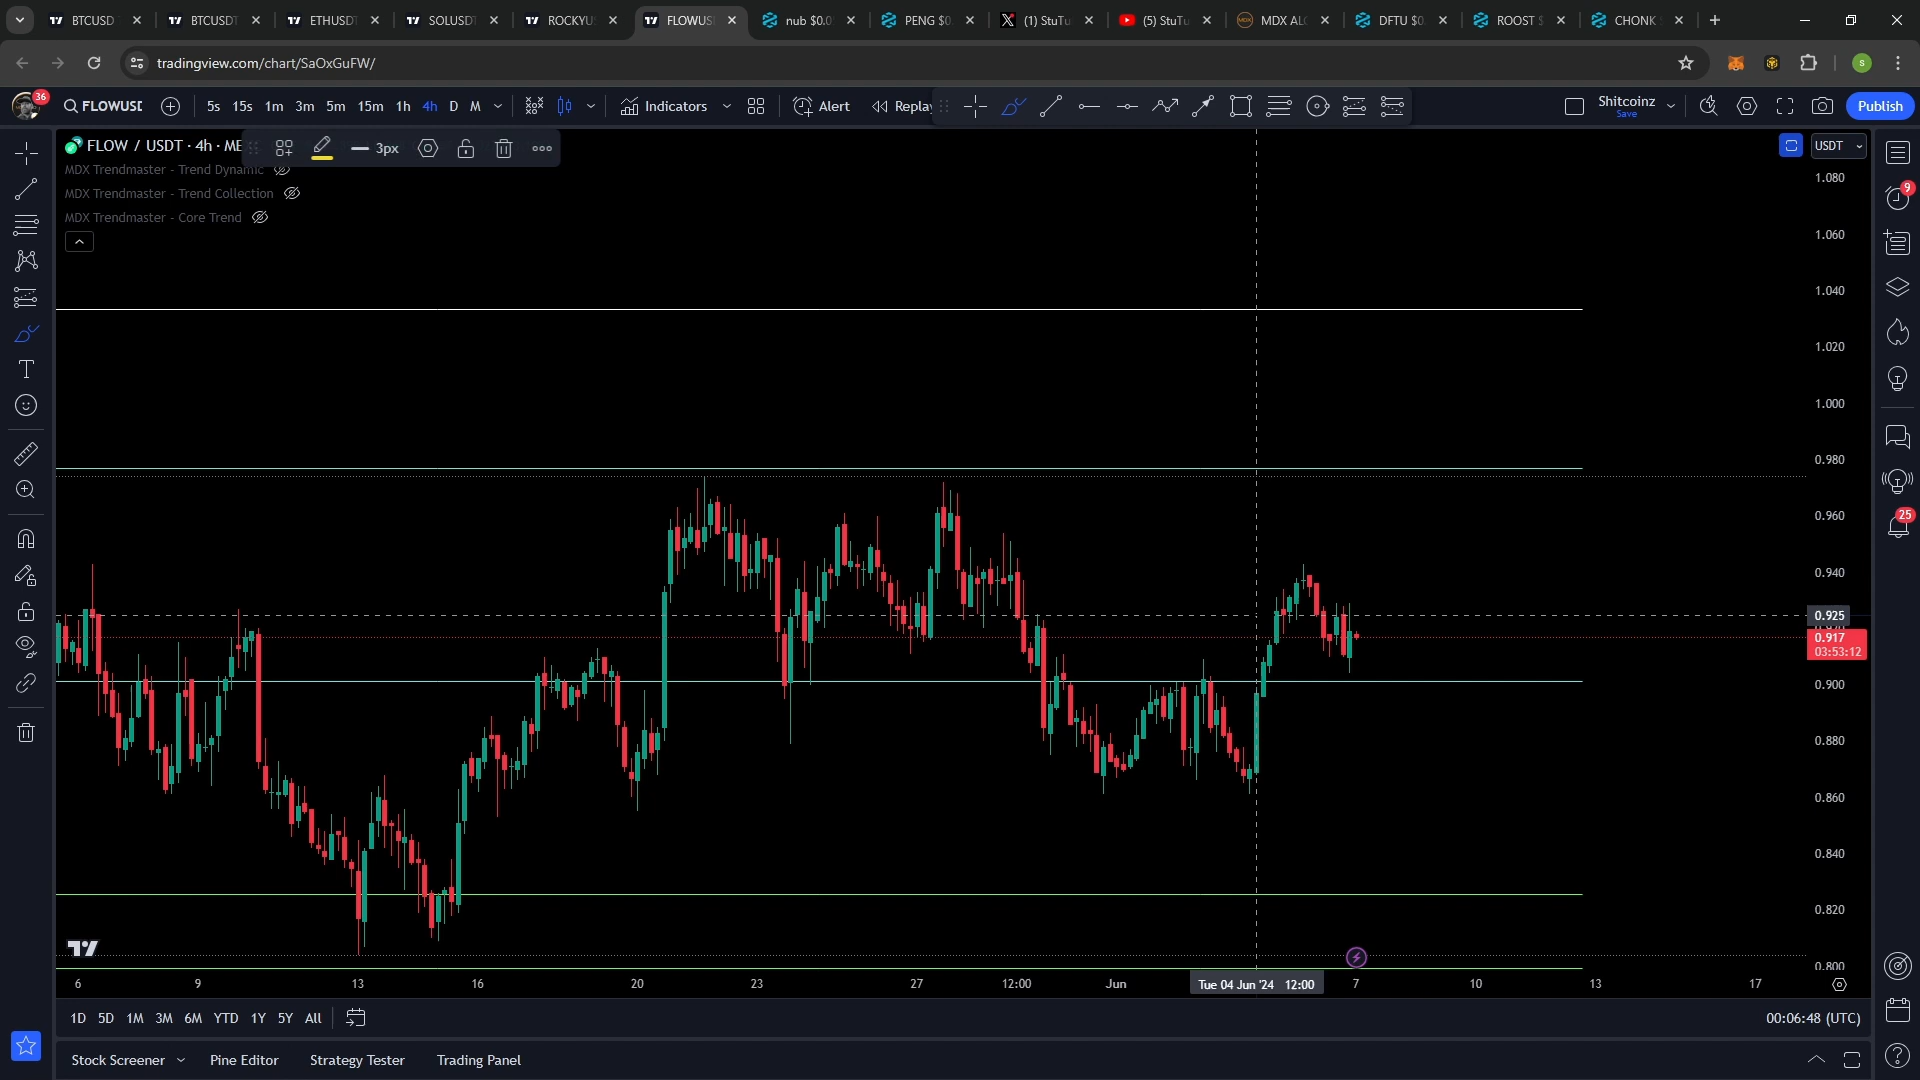 BTCUSD
BTCUSDT
ETHUSDT
SOLUSDT
ROCKYU
FLOWUS
nub $0.0
PENG $0
(1) StuTu
(5) StuTu
MDX ALG
DFTU $0
ROOST $
CHONK
tradingview.com/chart/SaOxGuFW/
S
36
FLOWUSD
5s 15s 1m 3m 5m 15m 1h 4h D M
Indicators
Alert
Replay
Shitcoinz
Save
Publish
FLOW / USDT · 4h · ME
3px
USDT
MDX Trendmaster - Trend Dynamic
MDX Trendmaster - Trend Collection
MDX Trendmaster - Core Trend
1.080
1.060
1.040
1.020
1.000
0.980
0.960
0.940
0.925
0.917
03:53:12
0.900
0.880
0.860
0.840
0.820
0.800
9
25
6 9 13 16 20 23 27 12:00 Jun Tue 04 Jun '24 12:00 7 10 13 17
1D 5D 1M 3M 6M YTD 1Y 5Y All
00:06:48 (UTC)
Stock Screener Pine Editor Strategy Tester Trading Panel